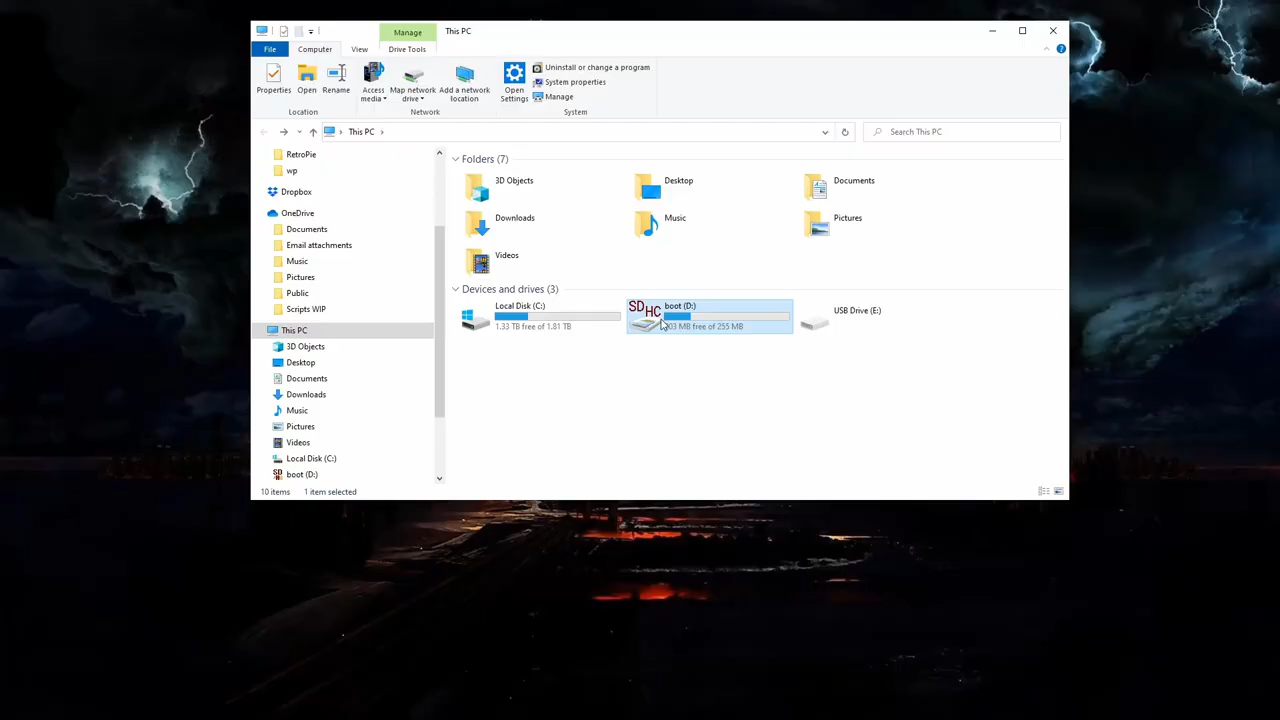 Manage
This PC
File
Computer
View
Drive Tools
Properties
Open
Rename
Access media
Map network drive
Add a network location
Open Settings
Uninstall or change a program
System properties
Manage
Location
Network
System
This PC
Search This PC
RetroPie
wp
Dropbox
OneDrive
Documents
Email attachments
Music
Pictures
Public
Scripts WIP
This PC
3D Objects
Desktop
Documents
Downloads
Music
Pictures
Videos
Local Disk (C:)
boot (D:)
Folders (7)
3D Objects
Desktop
Documents
Downloads
Music
Pictures
Videos
Devices and drives (3)
Local Disk (C:)
1.33 TB free of 1.81 TB
SD HC
boot (D:)
MB free of 255 MB
USB Drive (E:)
10 items
1 item selected